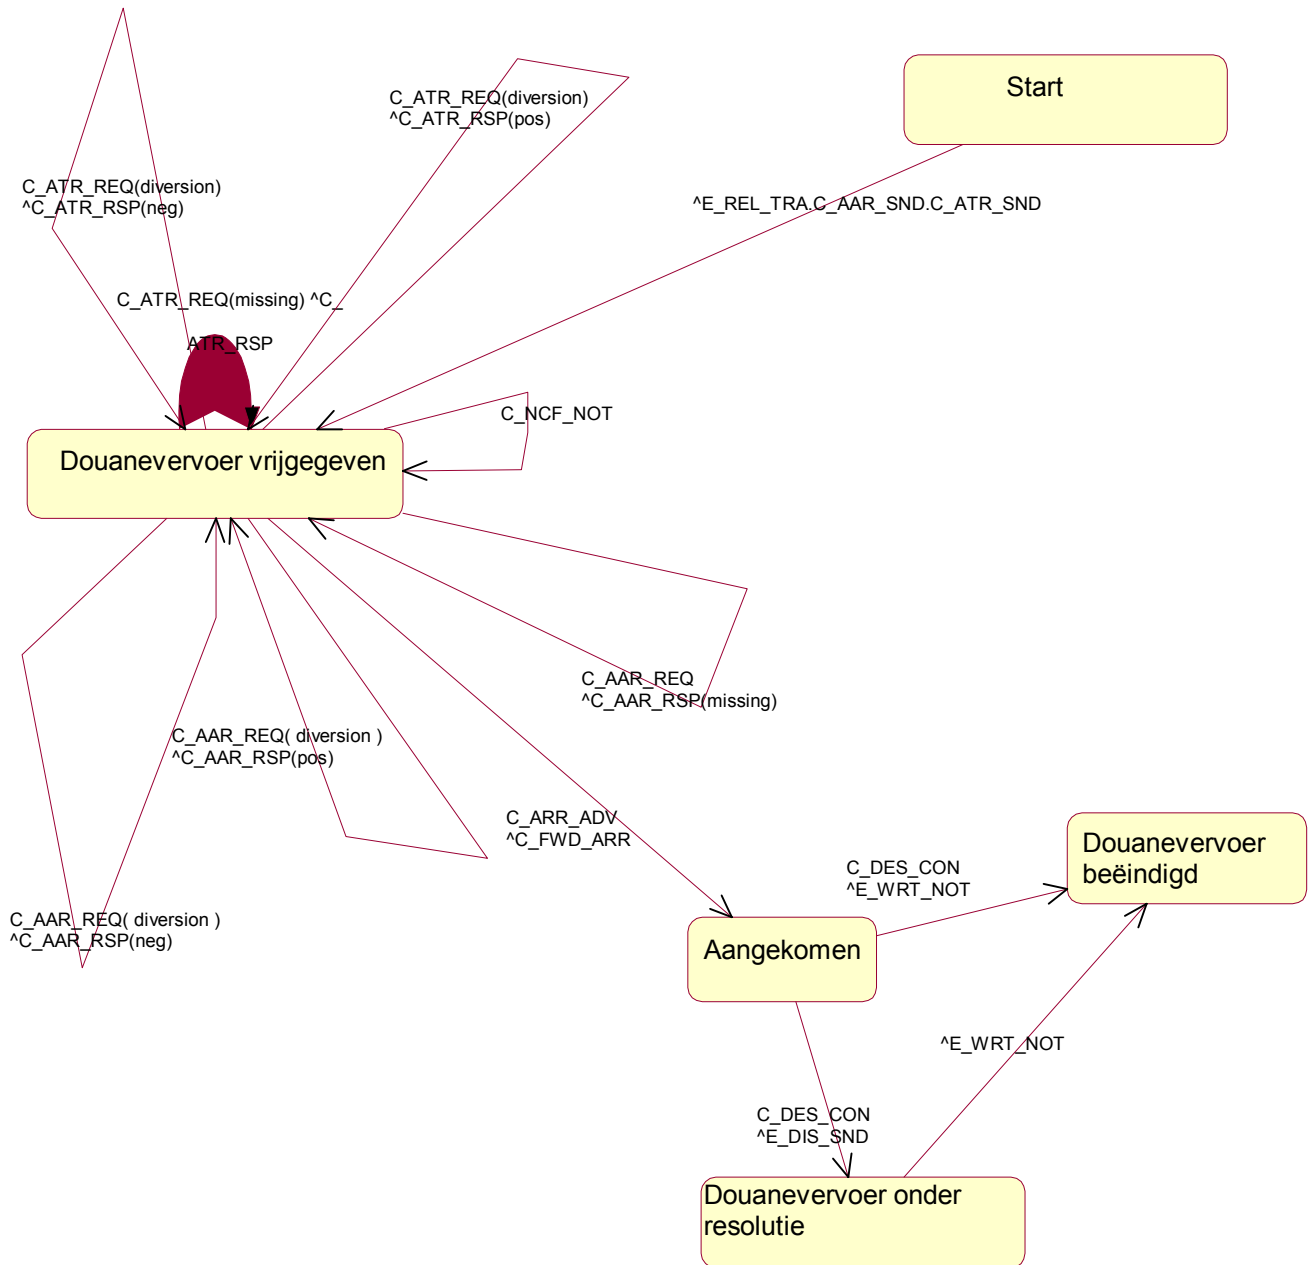 Start
C_ATR_REQ(diversion)
^C_ATR_RSP(pos)
C_ATR_REQ(diversion)
^C_ATR_RSP(neg)
^E_REL_TRA.C_AAR_SND.C_ATR_SND
C_ATR_REQ(missing) ^C_
ATR_RSP
C_NCF_NOT
Douanevervoer vrijgegeven
C_AAR_REQ
^C_AAR_RSP(missing)
C_AAR_REQ( diversion )
^C_AAR_RSP(pos)
C_ARR_ADV
^C_FWD_ARR
Douanevervoer
beëindigd
C_DES_CON
^E_WRT_NOT
C_AAR_REQ( diversion )
^C_AAR_RSP(neg)
Aangekomen
^E_WRT_NOT
C_DES_CON
^E_DIS_SND
Douanevervoer onder
resolutie